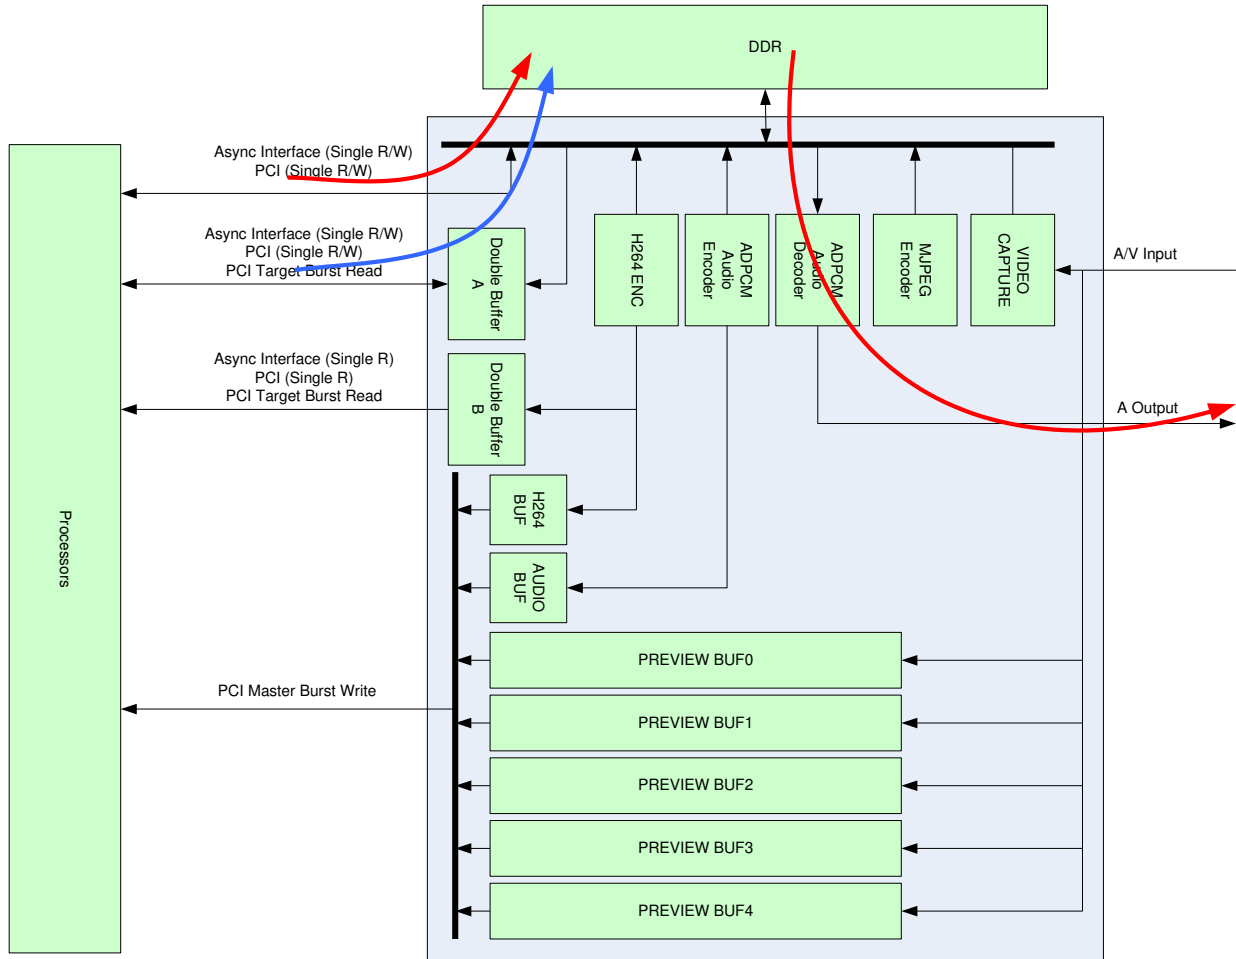 DDR
Async Interface (Single R/W)
PCI (Single R/W)
Async Interface (Single R/W)
PCI (Single R/W)
PCI Target Burst Read
Double Buffer
A
H264 ENC
ADPCM
Audio
Encoder
ADPCM
Audio
Decoder
MJPEG
Encoder
VIDEO
CAPTURE
A/V Input
Async Interface (Single R)
PCI (Single R)
PCI Target Burst Read
Double Buffer
B
A Output
H264
BUF
Processors
AUDIO
BUF
PREVIEW BUF0
PCI Master Burst Write
PREVIEW BUF1
PREVIEW BUF2
PREVIEW BUF3
PREVIEW BUF4